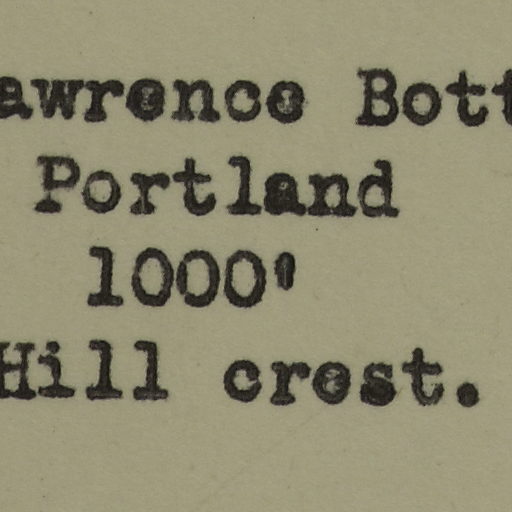 awrence Bott
Portland
1000'
Hill crest.